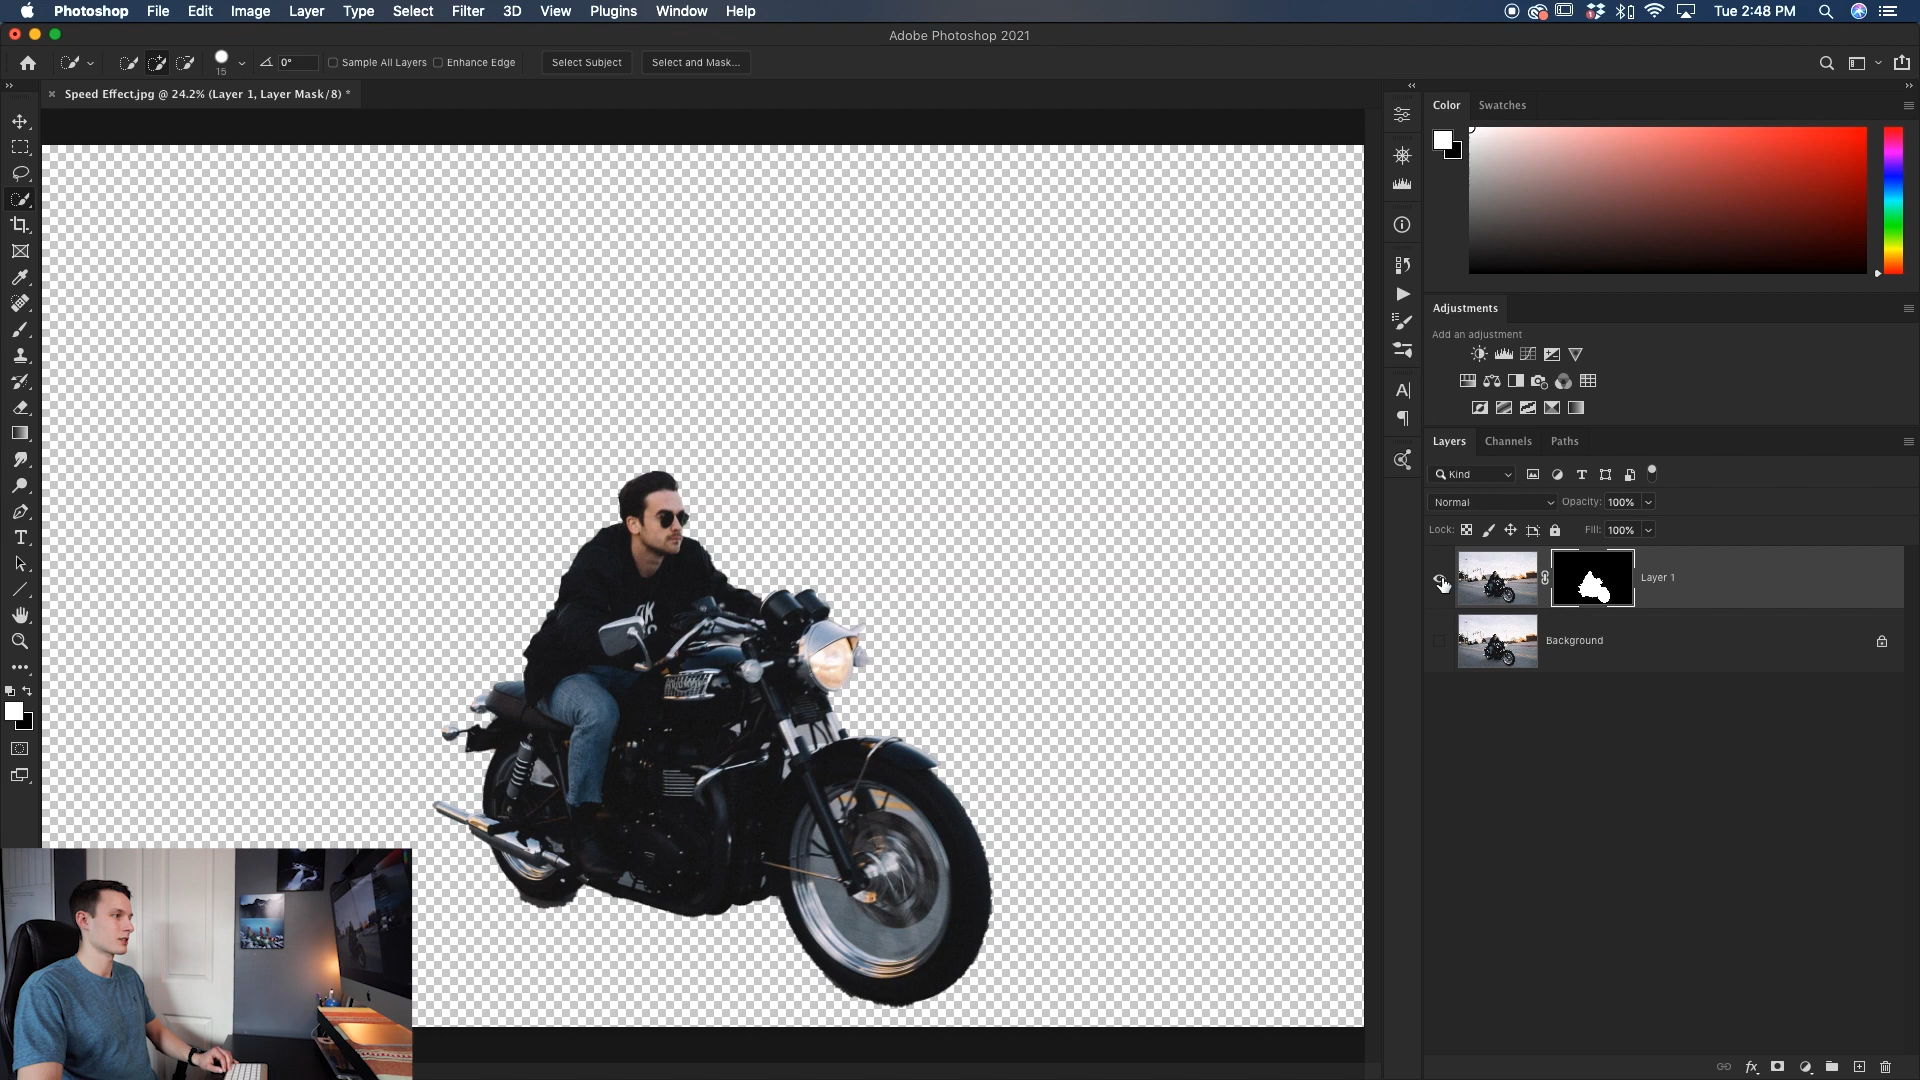 Photoshop File Edit Image Layer Type Select Filter 3D View Plugins Window Help
Tue 2:48 PM
Adobe Photoshop 2021
15
0°
Sample All Layers
Enhance Edge
Select Subject
Select and Mask...
Speed Effect.jpg @ 24.2% (Layer 1, Layer Mask/8) *
Color Swatches
Adjustments
Add an adjustment
Layers Channels Paths
Kind
Normal
Opacity: 100%
Lock:
Fill: 100%
Layer 1
Background